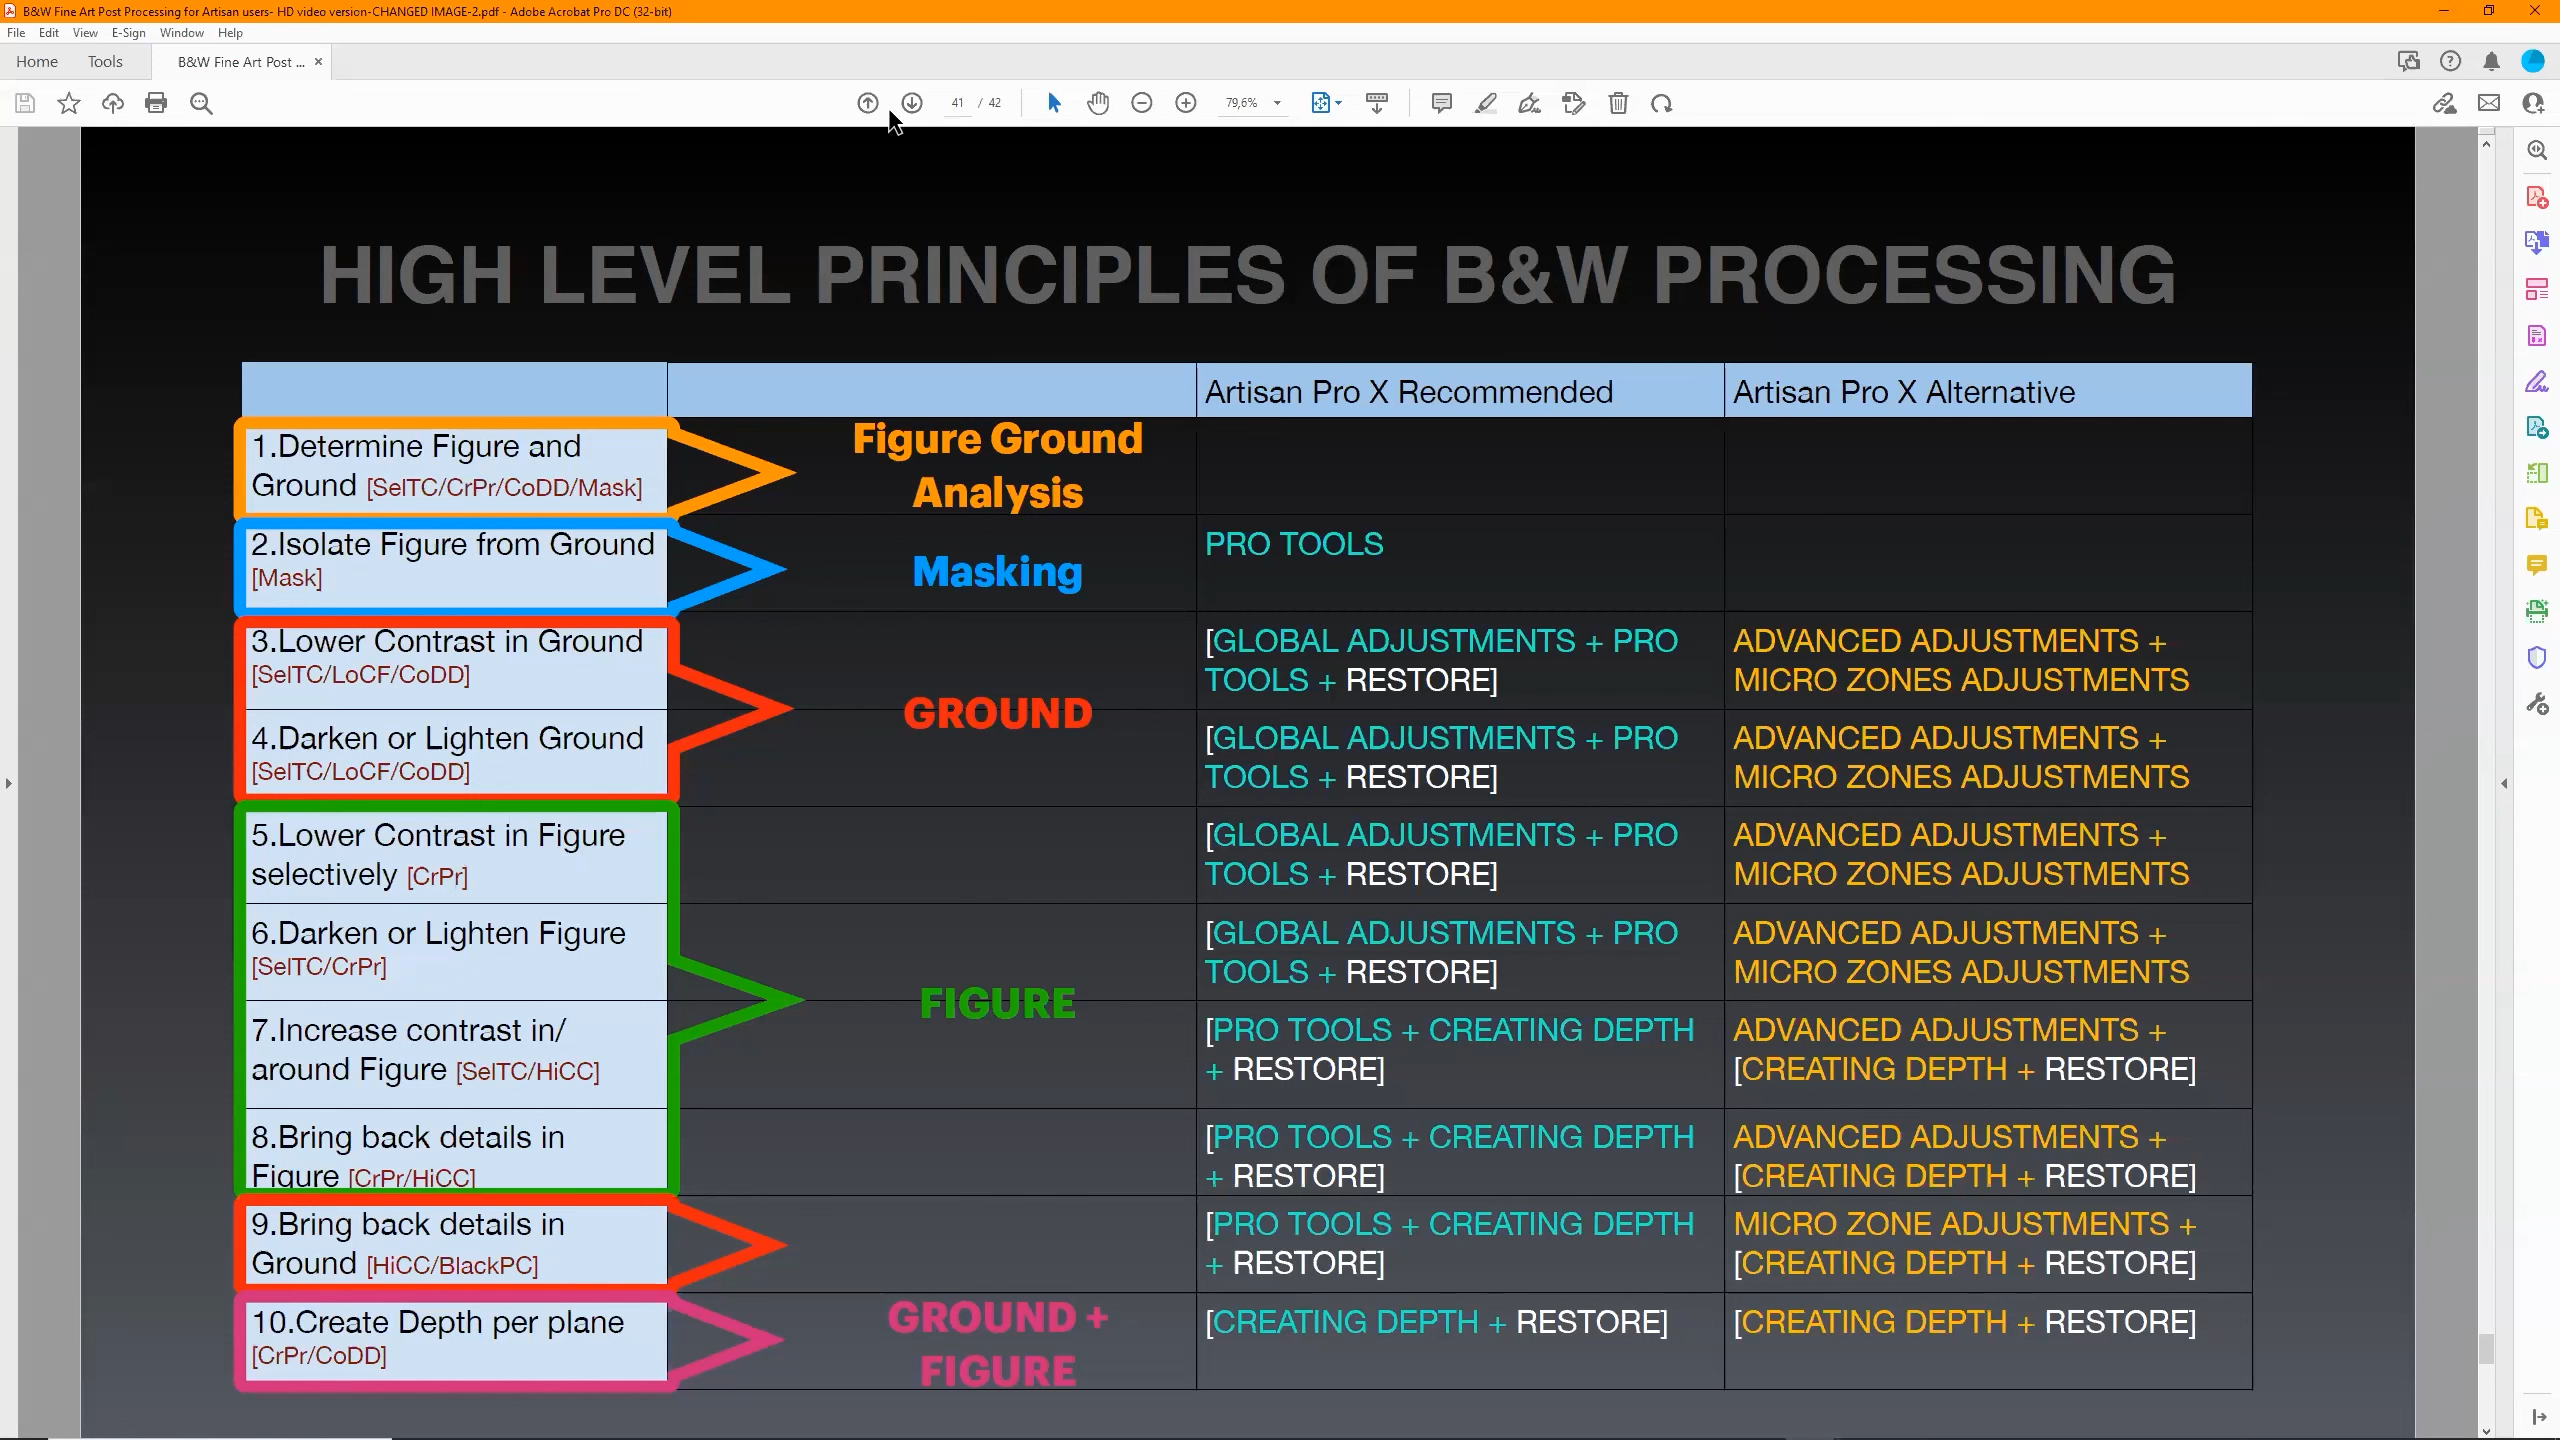 B&W Fine Art Post Processing for Artisan users- HD video version-CHANGED IMAGE-2.pdf - Adobe Acrobat Pro DC (32-bit)
File Edit View E-Sign Window Help
Home Tools B&W Fine Art Post ... ×
41 / 42 79,6%
HIGH LEVEL PRINCIPLES OF B&W PROCESSING
Artisan Pro X Recommended Artisan Pro X Alternative
1.Determine Figure and
Ground [SelTC/CrPr/CoDD/Mask]
Figure Ground
Analysis
2.Isolate Figure from Ground
[Mask]
Masking
PRO TOOLS
3.Lower Contrast in Ground
[SelTC/LoCF/CoDD]
[GLOBAL ADJUSTMENTS + PRO
TOOLS + RESTORE]
ADVANCED ADJUSTMENTS +
MICRO ZONES ADJUSTMENTS
GROUND
4.Darken or Lighten Ground
[SelTC/LoCF/CoDD]
[GLOBAL ADJUSTMENTS + PRO
TOOLS + RESTORE]
ADVANCED ADJUSTMENTS +
MICRO ZONES ADJUSTMENTS
5.Lower Contrast in Figure
selectively [CrPr]
[GLOBAL ADJUSTMENTS + PRO
TOOLS + RESTORE]
ADVANCED ADJUSTMENTS +
MICRO ZONES ADJUSTMENTS
6.Darken or Lighten Figure
[SelTC/CrPr]
[GLOBAL ADJUSTMENTS + PRO
TOOLS + RESTORE]
ADVANCED ADJUSTMENTS +
MICRO ZONES ADJUSTMENTS
FIGURE
7.Increase contrast in/
around Figure [SelTC/HiCC]
[PRO TOOLS + CREATING DEPTH
+ RESTORE]
ADVANCED ADJUSTMENTS +
[CREATING DEPTH + RESTORE]
8.Bring back details in
Figure [CrPr/HiCC]
[PRO TOOLS + CREATING DEPTH
+ RESTORE]
ADVANCED ADJUSTMENTS +
[CREATING DEPTH + RESTORE]
9.Bring back details in
Ground [HiCC/BlackPC]
[PRO TOOLS + CREATING DEPTH
+ RESTORE]
MICRO ZONE ADJUSTMENTS +
[CREATING DEPTH + RESTORE]
10.Create Depth per plane
[CrPr/CoDD]
GROUND +
FIGURE
[CREATING DEPTH + RESTORE]
[CREATING DEPTH + RESTORE]